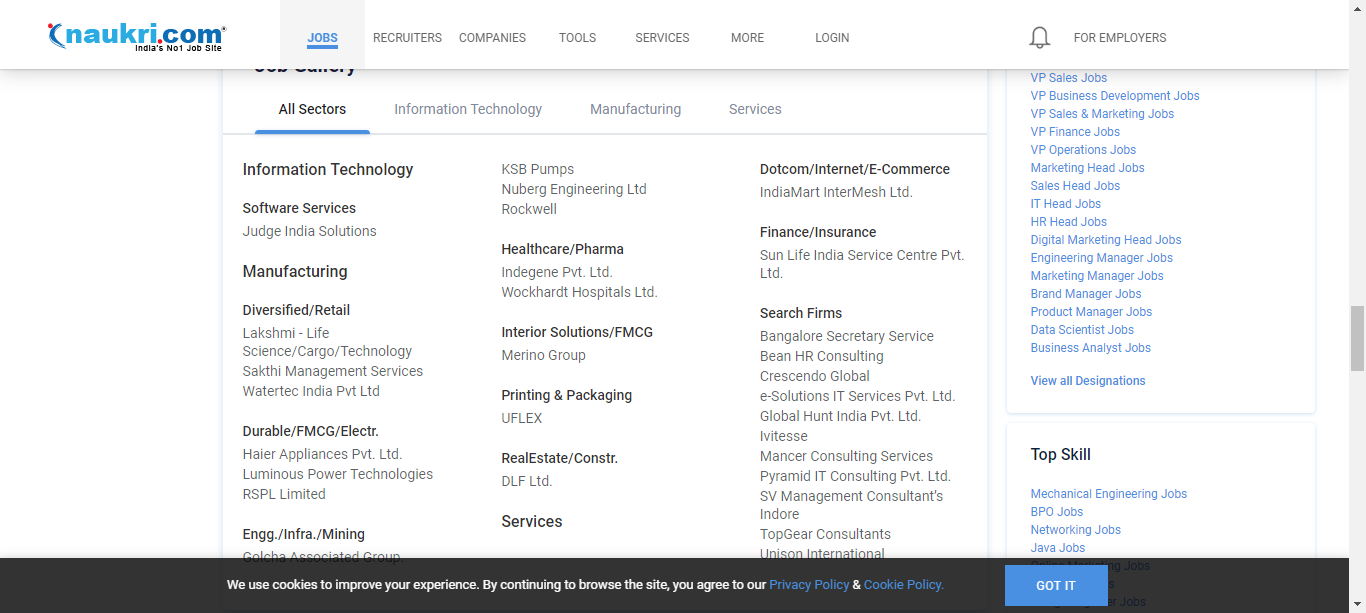 naukri.com
India's No1 Job Site
JOBS
RECRUITERS
COMPANIES
TOOLS
SERVICES
MORE
LOGIN
FOR EMPLOYERS
Job Gallery
All Sectors
Information Technology
Manufacturing
Services
Information Technology
Software Services
Judge India Solutions
Manufacturing
Diversified/Retail
Lakshmi - Life
Science/Cargo/Technology
Sakthi Management Services
Watertec India Pvt Ltd
Durable/FMCG/Electr.
Haier Appliances Pvt. Ltd.
Luminous Power Technologies
RSPL Limited
Engg./Infra./Mining
Golcha Associated Group.
KSB Pumps
Nuberg Engineering Ltd
Rockwell
Healthcare/Pharma
Indegene Pvt. Ltd.
Wockhardt Hospitals Ltd.
Interior Solutions/FMCG
Merino Group
Printing & Packaging
UFLEX
RealEstate/Constr.
DLF Ltd.
Services
Dotcom/Internet/E-Commerce
IndiaMart InterMesh Ltd.
Finance/Insurance
Sun Life India Service Centre Pvt.
Ltd.
Search Firms
Bangalore Secretary Service
Bean HR Consulting
Crescendo Global
e-Solutions IT Services Pvt. Ltd.
Global Hunt India Pvt. Ltd.
Ivitesse
Mancer Consulting Services
Pyramid IT Consulting Pvt. Ltd.
SV Management Consultant's
Indore
TopGear Consultants
Unison International
VP Sales Jobs
VP Business Development Jobs
VP Sales & Marketing Jobs
VP Finance Jobs
VP Operations Jobs
Marketing Head Jobs
Sales Head Jobs
IT Head Jobs
HR Head Jobs
Digital Marketing Head Jobs
Engineering Manager Jobs
Marketing Manager Jobs
Brand Manager Jobs
Product Manager Jobs
Data Scientist Jobs
Business Analyst Jobs
View all Designations
Top Skill
Mechanical Engineering Jobs
BPO Jobs
Networking Jobs
Java Jobs
Jobs
Jobs
We use cookies to improve your experience. By continuing to browse the site, you agree to our Privacy Policy & Cookie Policy.
GOT IT